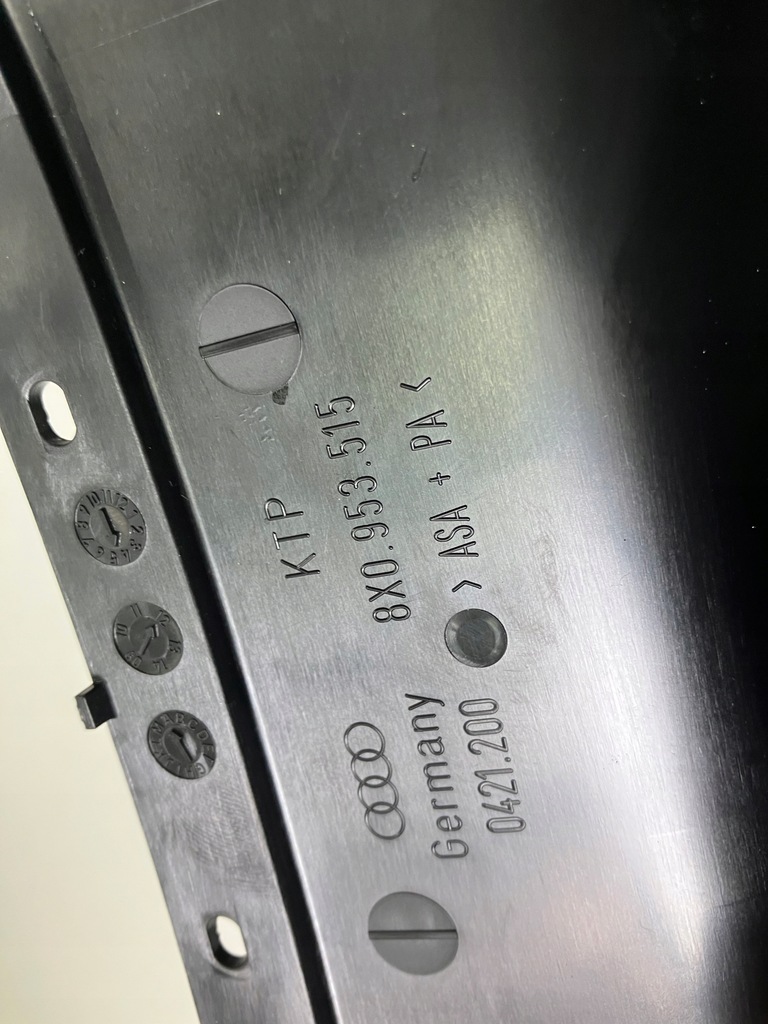 KTP
8X0.953.515
> ASA + PA <
Germany
0421.200